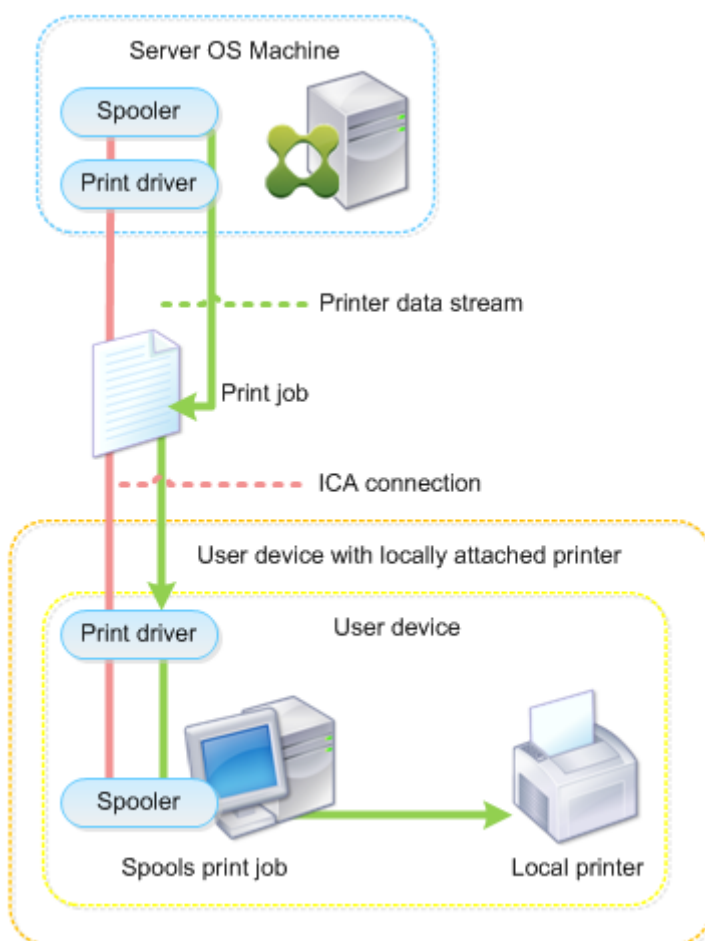 Server OS Machine
Spooler
Print driver
Printer data stream
Print job
ICA connection
User device with locally attached printer
Print driver
User device
Spooler
Spools print job
Local printer